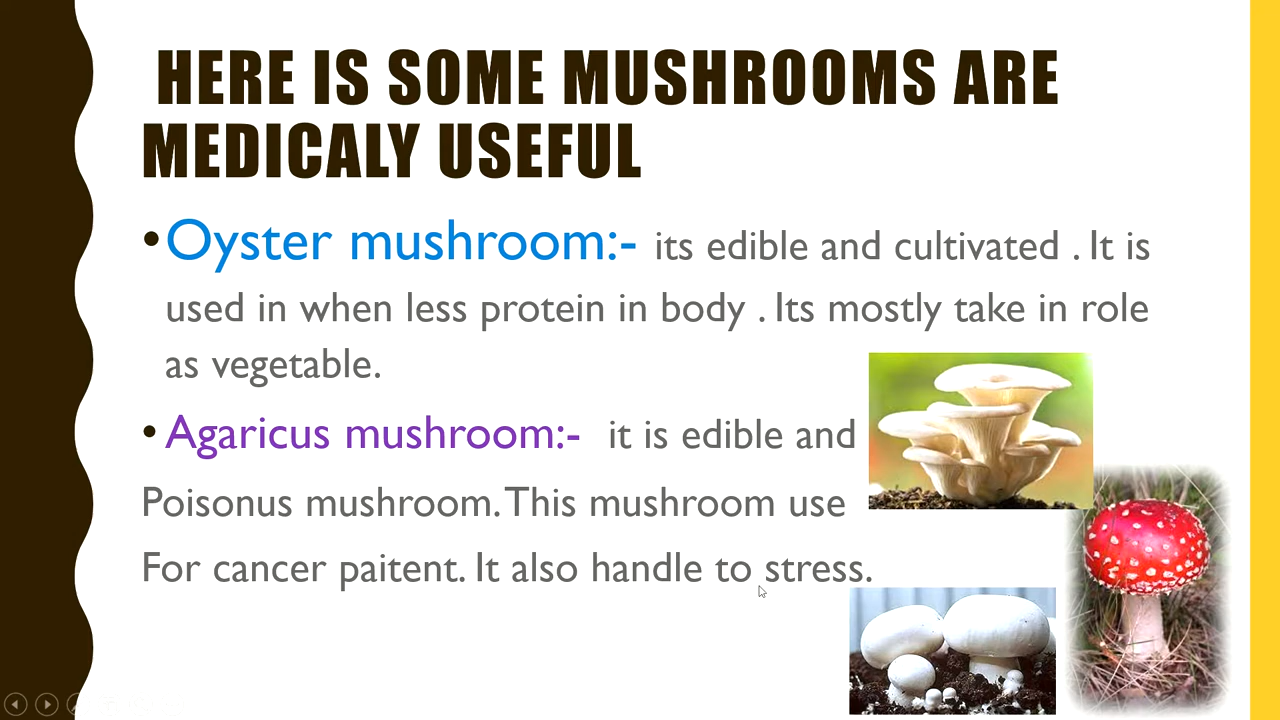 HERE IS SOME MUSHROOMS ARE
MEDICALY USEFUL
•Oyster mushroom:- its edible and cultivated . It is
used in when less protein in body . Its mostly take in role
as vegetable.
•Agaricus mushroom:- it is edible and
Poisonus mushroom. This mushroom use
For cancer paitent. It also handle to stress.